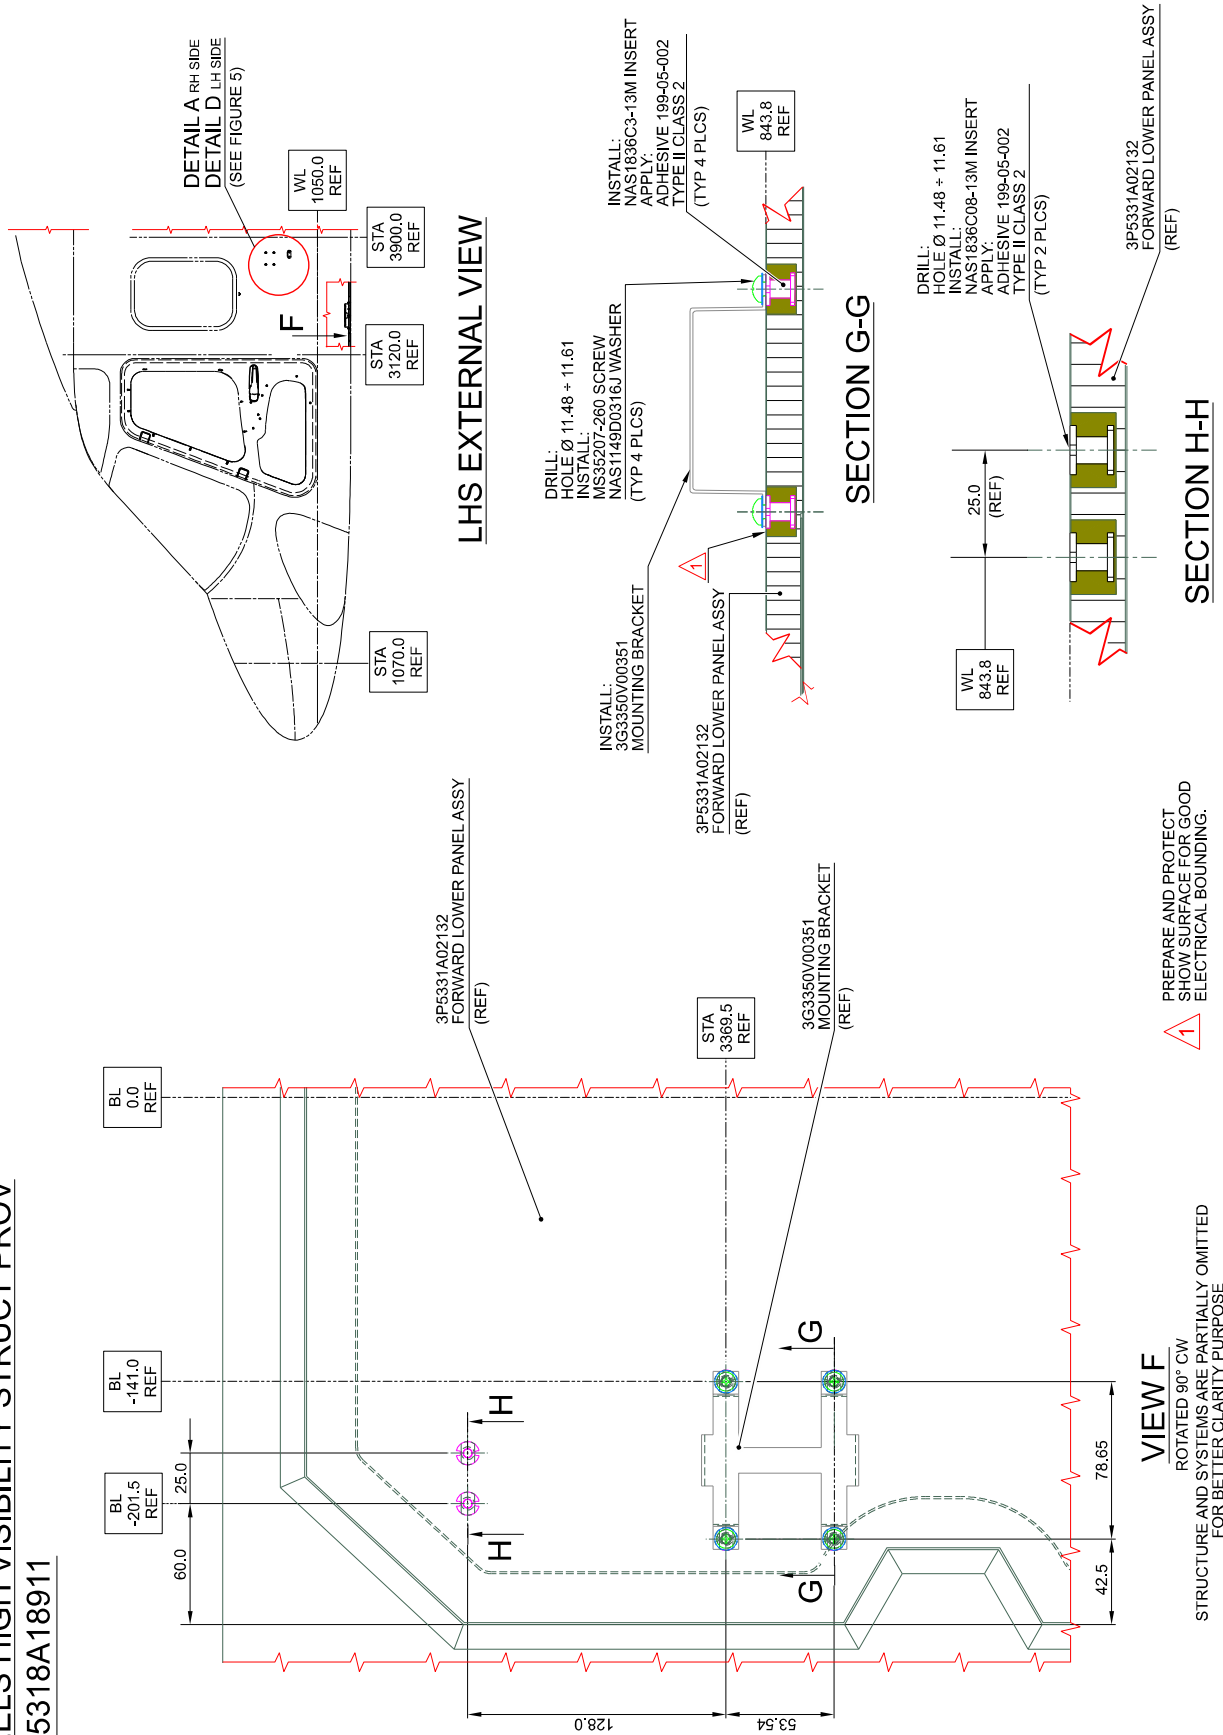 ELS HIGH VISIBILITY STRUCT PROV
5318A18911
DETAIL A RH SIDE
DETAIL D LH SIDE
(SEE FIGURE 5)
WL
1050.0
REF
STA
3900.0
REF
F
STA
3120.0
REF
STA
1070.0
REF
LHS EXTERNAL VIEW
INSTALL:
NAS1836C3-13M INSERT
APPLY:
ADHESIVE 199-05-002
TYPE II CLASS 2
(TYP 4 PLCS)
WL
843.8
REF
DRILL:
HOLE Ø 11.48 ÷ 11.61
INSTALL:
MS35207-260 SCREW
NAS1149D0316J WASHER
(TYP 4 PLCS)
1
INSTALL:
3G3350V00351
MOUNTING BRACKET
3P5331A02132
FORWARD LOWER PANEL ASSY
(REF)
SECTION G-G
DRILL:
HOLE Ø 11.48 ÷ 11.61
INSTALL:
NAS1836C08-13M INSERT
APPLY:
ADHESIVE 199-05-002
TYPE II CLASS 2
(TYP 2 PLCS)
3P5331A02132
FORWARD LOWER PANEL ASSY
(REF)
25.0
(REF)
WL
843.8
REF
SECTION H-H
BL
0.0
REF
BL
-141.0
REF
BL
-201.5
REF
25.0
60.0
3P5331A02132
FORWARD LOWER PANEL ASSY
(REF)
H
H
STA
3369.5
REF
3G3350V00351
MOUNTING BRACKET
(REF)
G
G
128.0
53.54
78.65
42.5
VIEW F
ROTATED 90° CW
STRUCTURE AND SYSTEMS ARE PARTIALLY OMITTED
FOR BETTER CLARITY PURPOSE
1
PREPARE AND PROTECT
SHOW SURFACE FOR GOOD
ELECTRICAL BOUNDING.